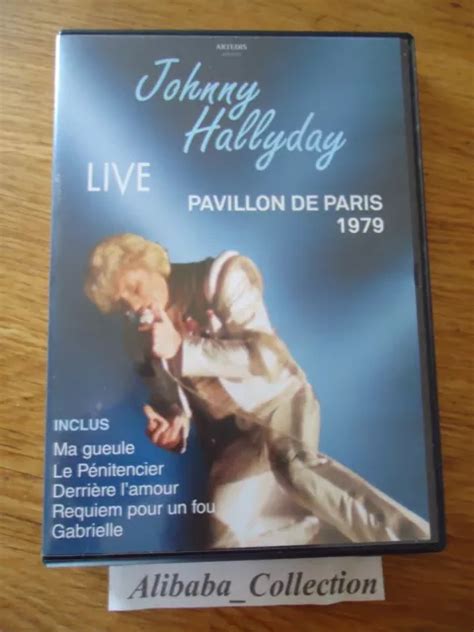 ARTEDIS
Johnny
Hallyday
LIVE
PAVILLON DE PARIS
1979
INCLUS
Ma gueule
Le Pénitencier
Derrière l'amour
Requiem pour un fou
Gabrielle
Alibaba_Collection